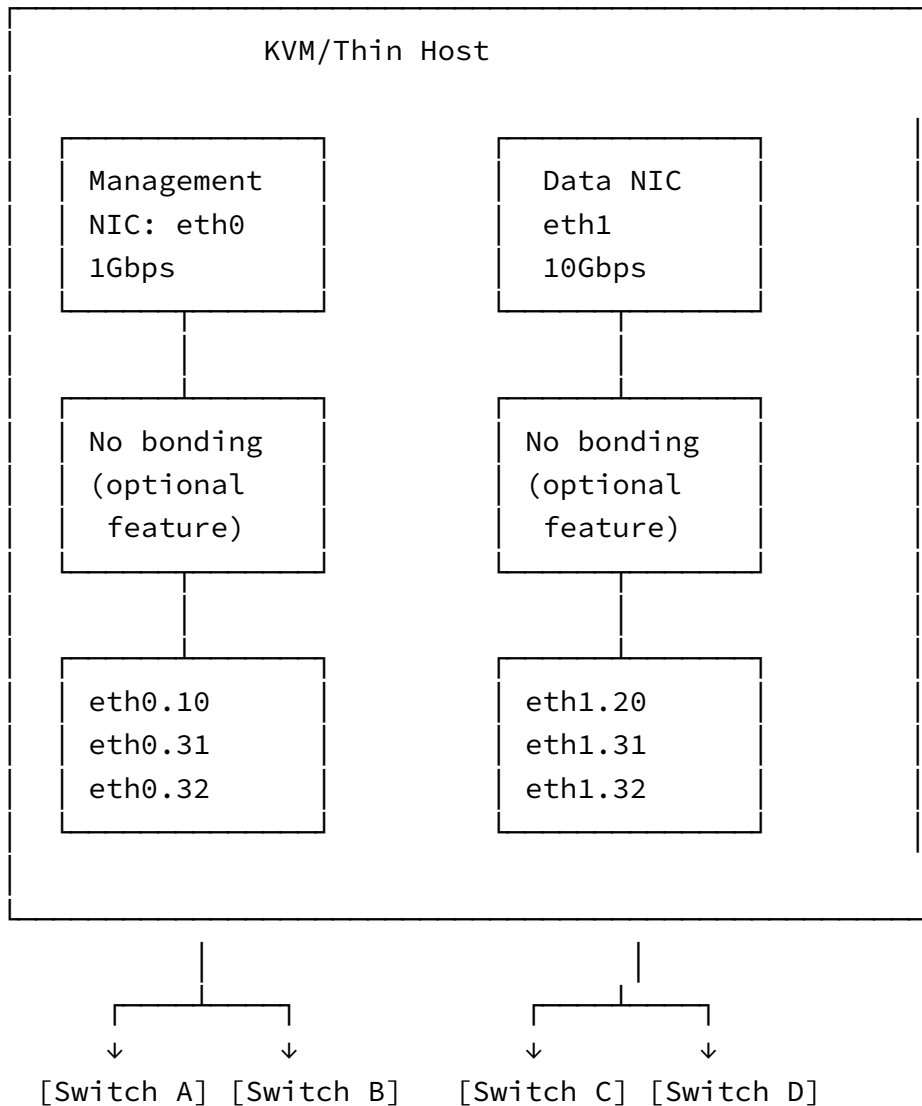 KVM/Thin Host
Management
NIC: eth0
1Gbps
Data NIC
eth1
10Gbps
No bonding
(optional
feature)
No bonding
(optional
feature)
eth0.10
eth0.31
eth0.32
eth1.20
eth1.31
eth1.32
[Switch A] [Switch B] [Switch C] [Switch D]